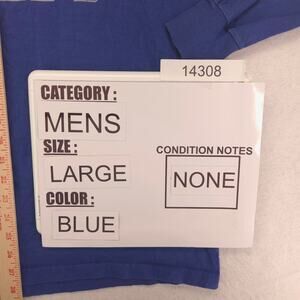 14308
CATEGORY :
MENS
SIZE :
LARGE
COLOR :
BLUE
CONDITION NOTES
NONE